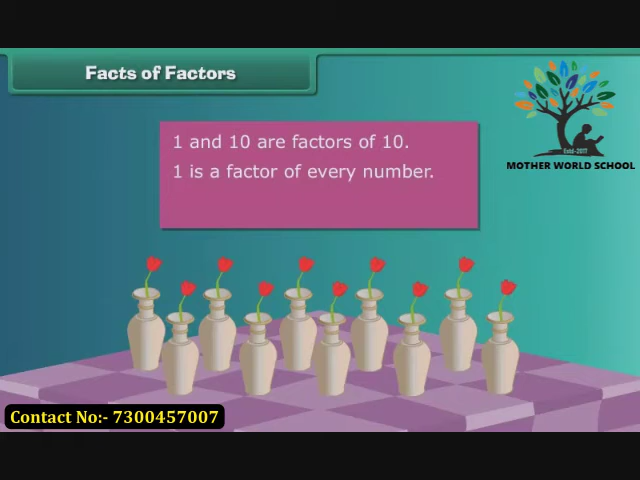 Facts of Factors
1 and 10 are factors of 10.
1 is a factor of every number.
Estd-2017
MOTHER WORLD SCHOOL
Contact No:- 7300457007